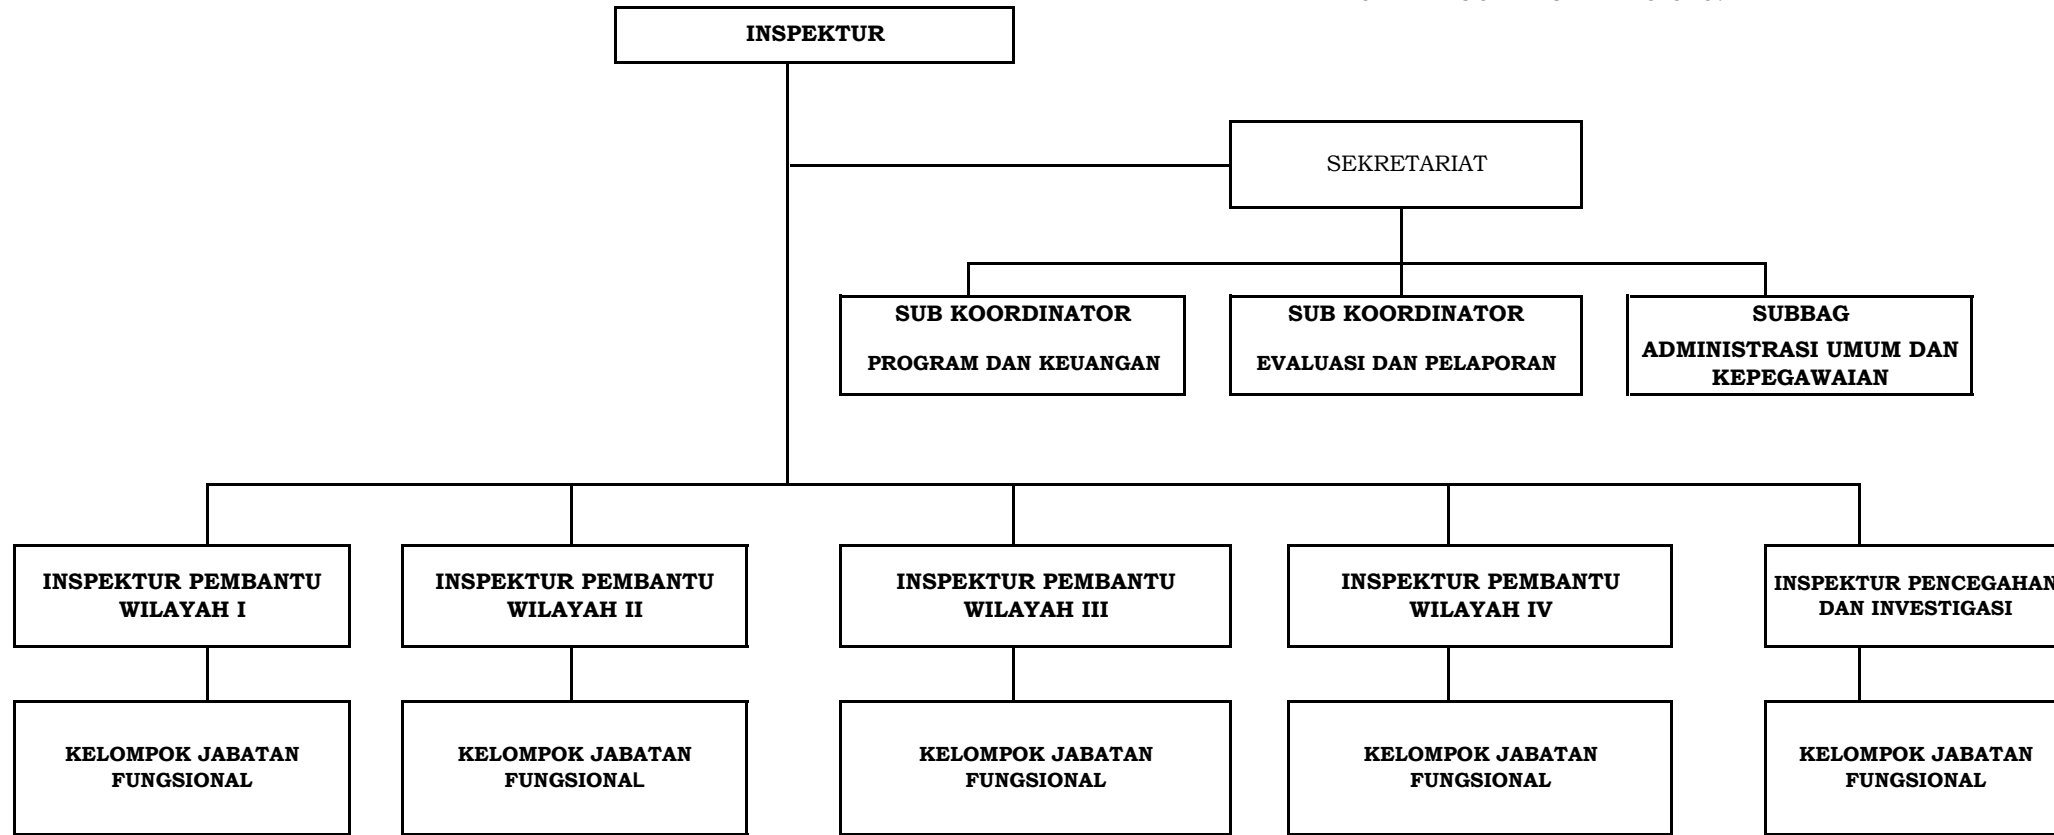 INSPEKTUR
SEKRETARIAT
SUB KOORDINATOR
PROGRAM DAN KEUANGAN
SUB KOORDINATOR
EVALUASI DAN PELAPORAN
SUBBAG
ADMINISTRASI UMUM DAN
KEPEGAWAIAN
INSPEKTUR PEMBANTU
WILAYAH I
INSPEKTUR PEMBANTU
WILAYAH II
INSPEKTUR PEMBANTU
WILAYAH III
INSPEKTUR PEMBANTU
WILAYAH IV
INSPEKTUR PENCEGAHAN
DAN INVESTIGASI
KELOMPOK JABATAN
FUNGSIONAL
KELOMPOK JABATAN
FUNGSIONAL
KELOMPOK JABATAN
FUNGSIONAL
KELOMPOK JABATAN
FUNGSIONAL
KELOMPOK JABATAN
FUNGSIONAL